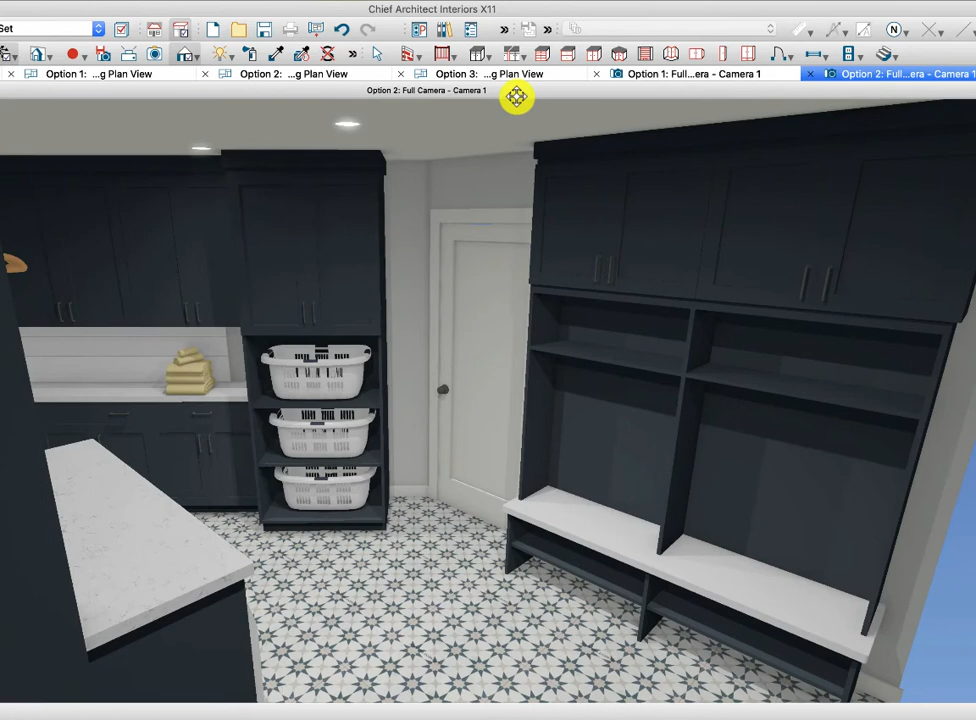 Chief Architect Interiors X11
Set
Option 1: ...g Plan View
Option 2: ...g Plan View
Option 3: ...g Plan View
Option 1: Full...era - Camera 1
Option 2: Full...era - Camera 1
Option 2: Full Camera - Camera 1
N